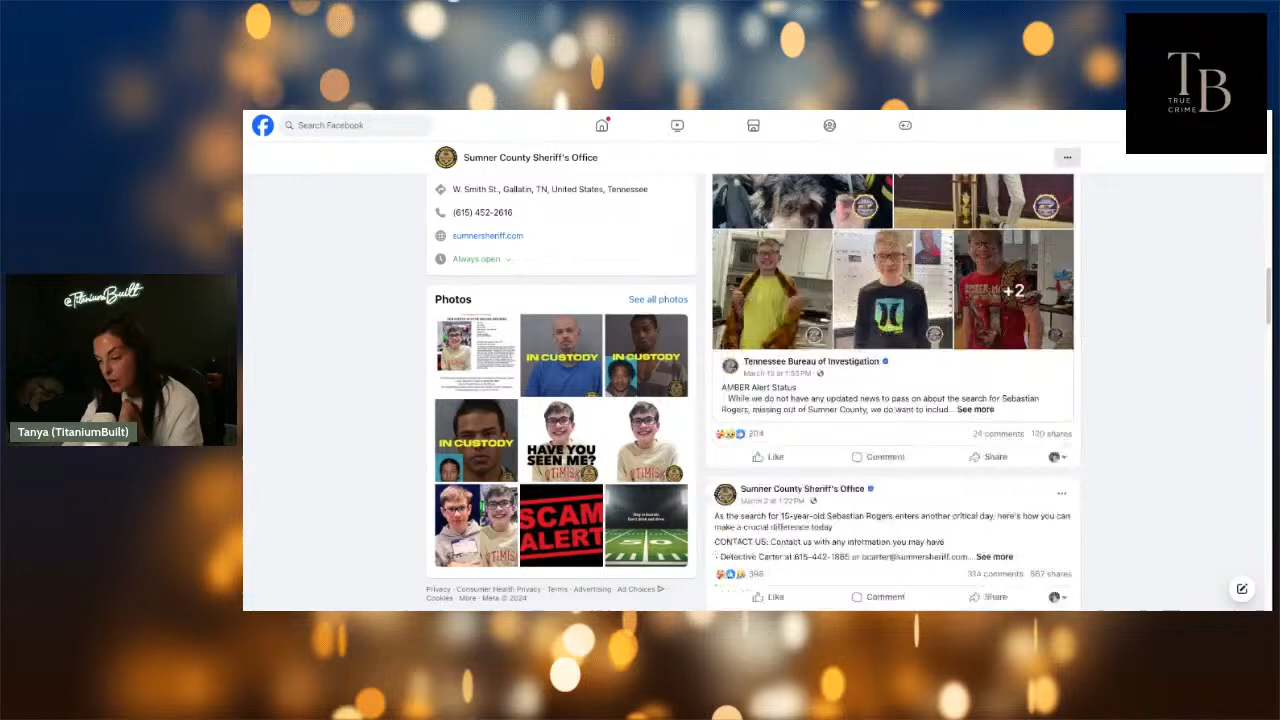 TB
TRUE
CRIME
Search Facebook
Sumner County Sheriff's Office
W. Smith St., Gallatin, TN, United States, Tennessee
(615) 452-2616
sumnersheriff.com
Always open
Photos
See all photos
IN CUSTODY
IN CUSTODY
IN CUSTODY
HAVE YOU
SEEN ME?
SCAM
ALERT
50
Privacy · Consumer Health Privacy · Terms · Advertising · Ad Choices
Cookies · More · Meta © 2024
+2
Tennessee Bureau of Investigation
March 15 at 1:53 PM
AMBER Alert Status
While we do not have any updated news to pass on about the search for Sebastian
Rogers, missing out of Sumner County, we do want to includ... See more
204
24 comments 120 shares
Like Comment Share
Sumner County Sheriff's Office
March 2 at 1:22 PM
As the search for 15-year-old Sebastian Rogers enters another critical day, here's how you can
make a crucial difference today
CONTACT US: Contact us with any information you may have
- Detective Carter at 615-442-1865 or bcarter@sumnersheriff.com... See more
398
314 comments 567 shares
Like Comment Share
@TitaniumBuilt
Tanya (TitaniumBuilt)